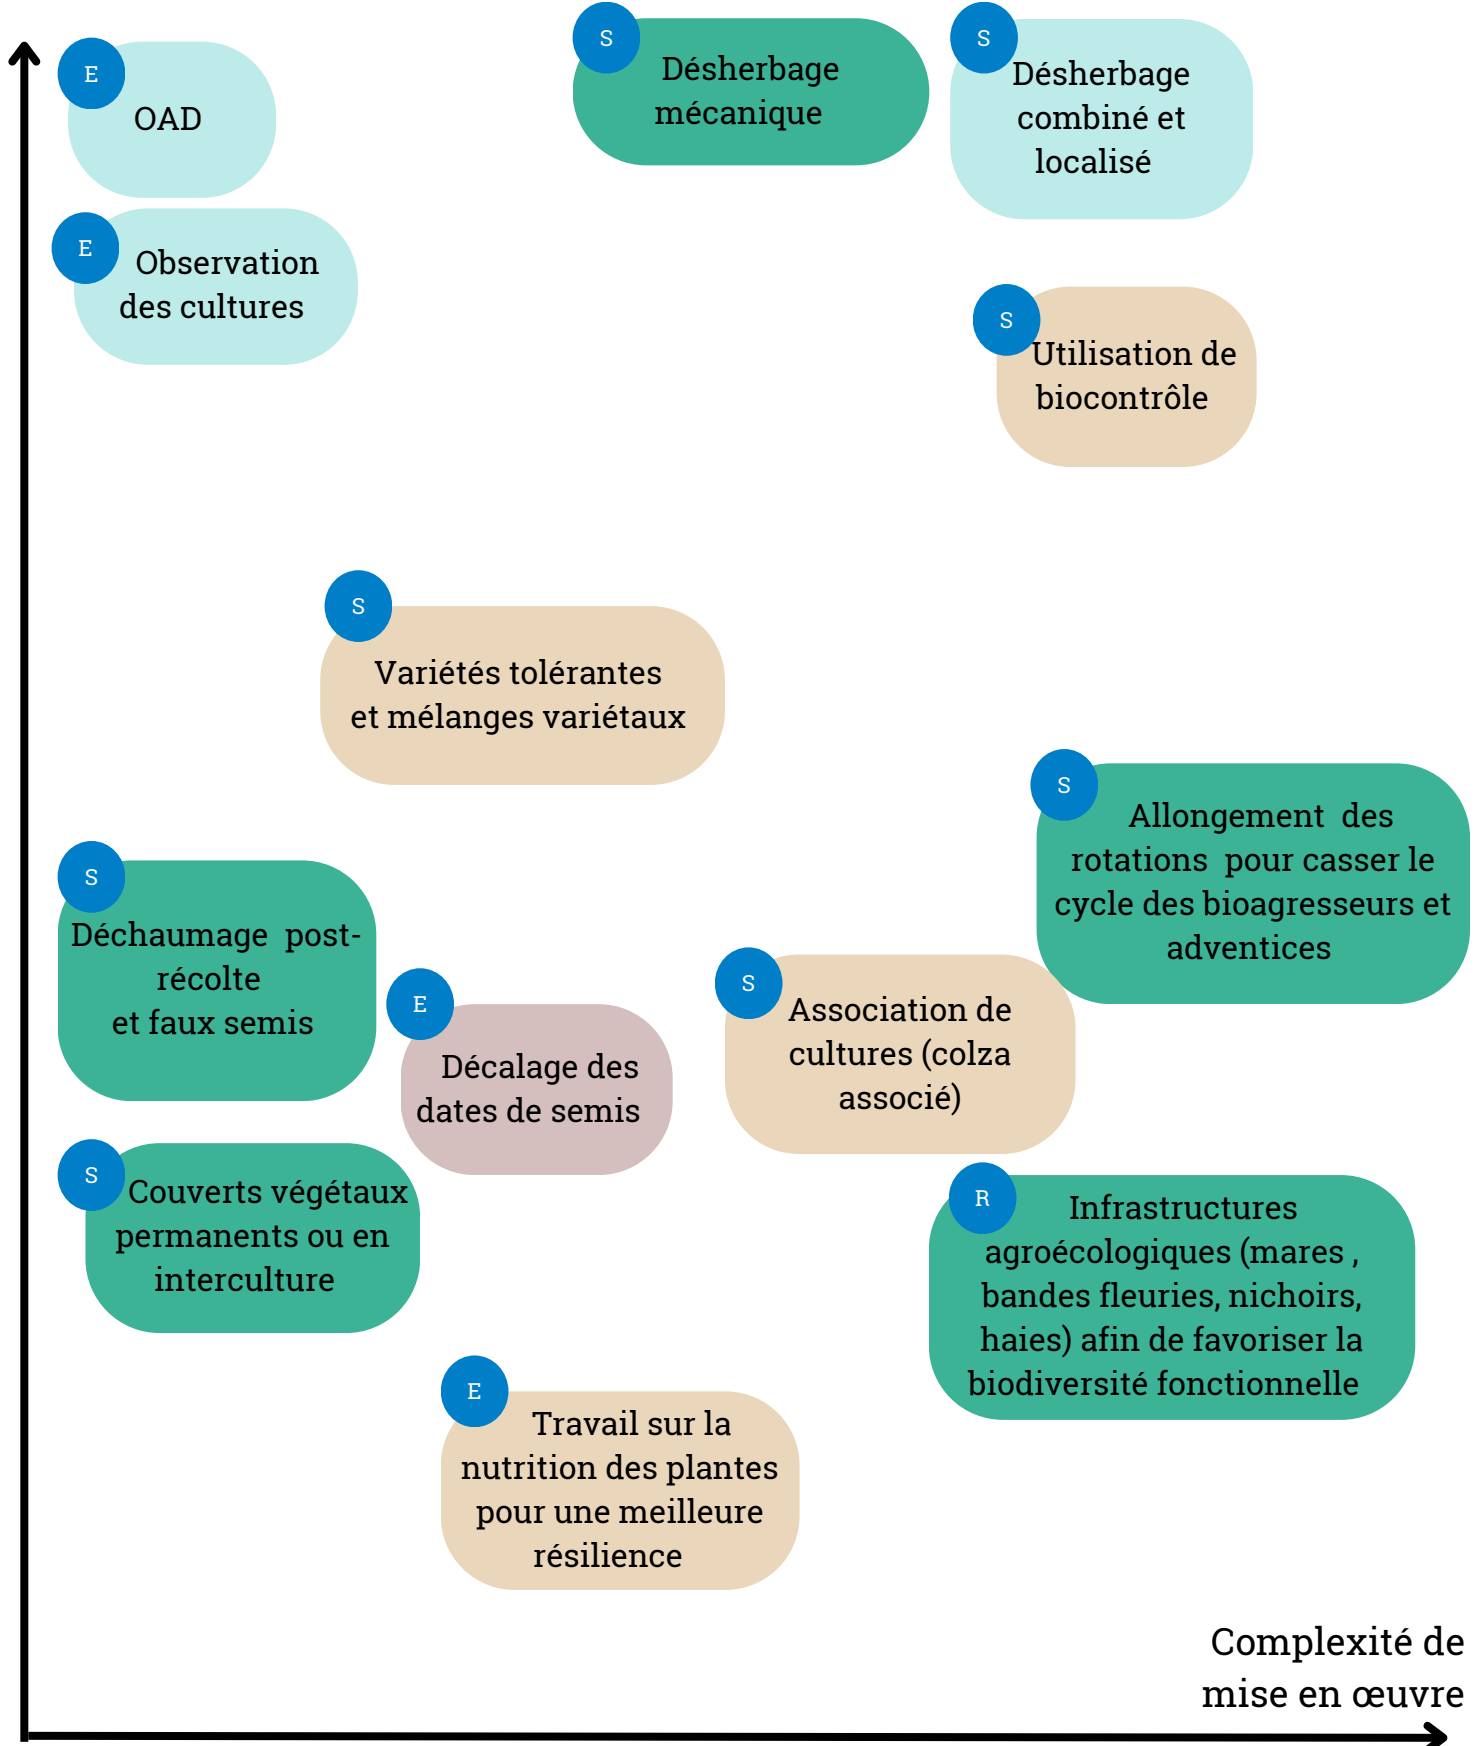 E
OAD
S
Désherbage
mécanique
S
Désherbage
combiné et
localisé
E
Observation
des cultures
S
Utilisation de
biocontrôle
S
Variétés tolérantes
et mélanges variétaux
S
Allongement des
rotations pour casser le
cycle des bioagresseurs et
adventices
S
Déchaumage post-
récolte
et faux semis
E
Décalage des
dates de semis
S
Association de
cultures (colza
associé)
S
Couverts végétaux
permanents ou en
interculture
R
Infrastructures
agroécologiques (mares ,
bandes fleuries, nichoirs,
haies) afin de favoriser la
biodiversité fonctionnelle
E
Travail sur la
nutrition des plantes
pour une meilleure
résilience
Complexité de
mise en œuvre